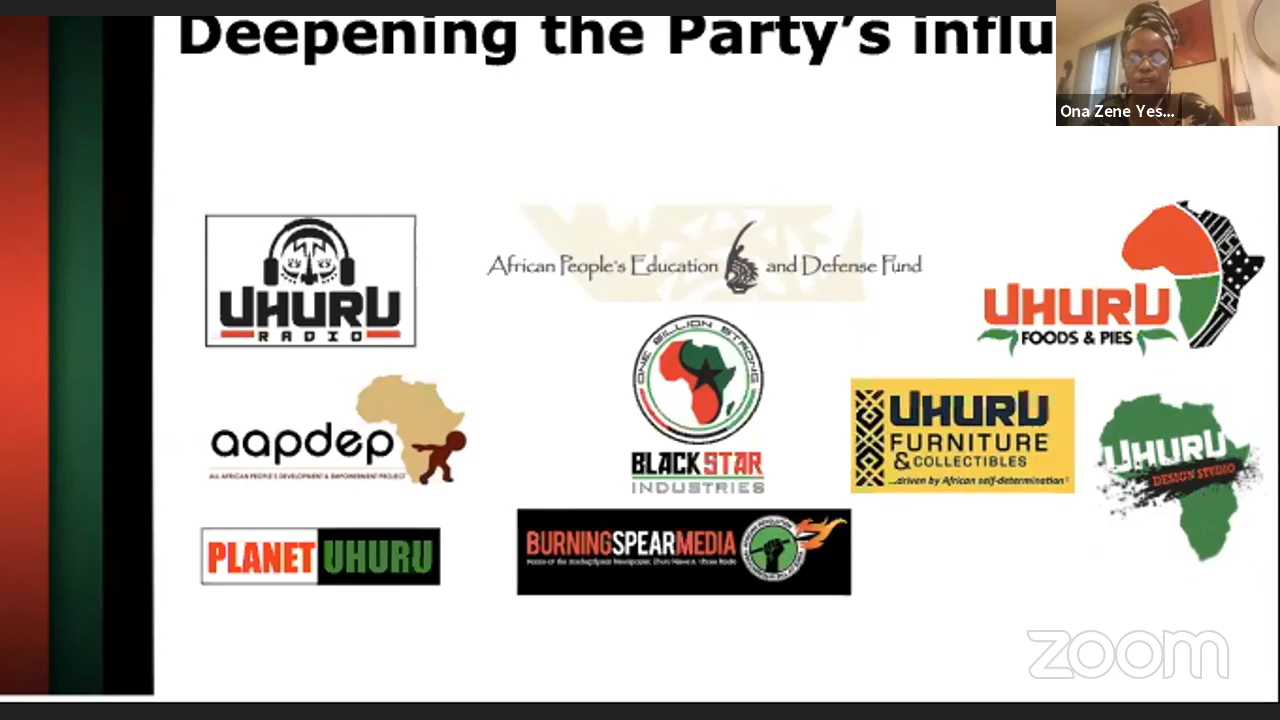 Deepening the Party's influ
Ona Zene Yes...
UHURU
RADIO
African People's Education and Defense Fund
UHURU
FOODS & PIES
aapdep
ALL AFRICAN PEOPLE'S DEVELOPMENT & EMPOWERMENT PROJECT
ONE BILLION STRONG
BLACK STAR
INDUSTRIES
UHURU
FURNITURE
& COLLECTIBLES
...driven by African self-determination!
UHURU
DESIGN STUDIO
PLANET UHURU
BURNINGSPEARMEDIA
zoom